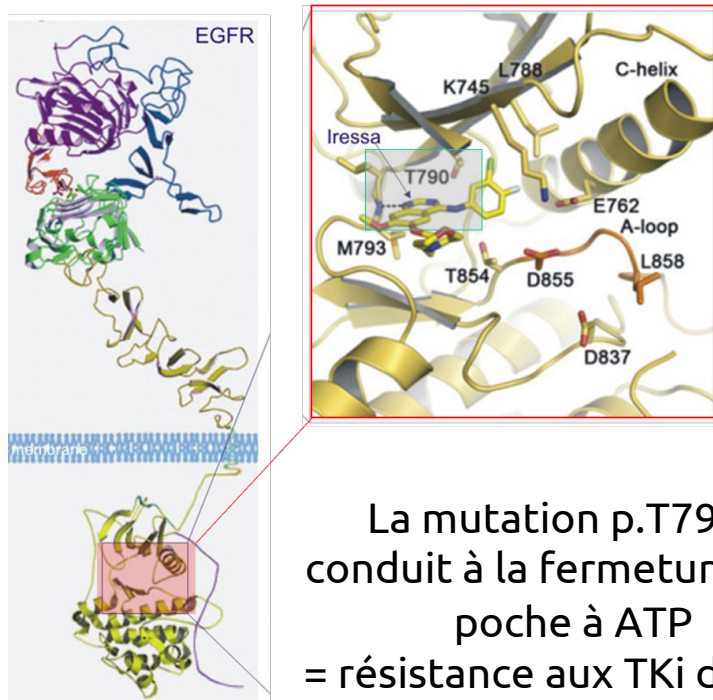 EGFR
membrane
L788
K745
C-helix
Iressa
T790
E762
A-loop
M793
T854
D855
L858
D837
La mutation p.T79
conduit à la fermetur
poche à ATP
= résistance aux TKi d